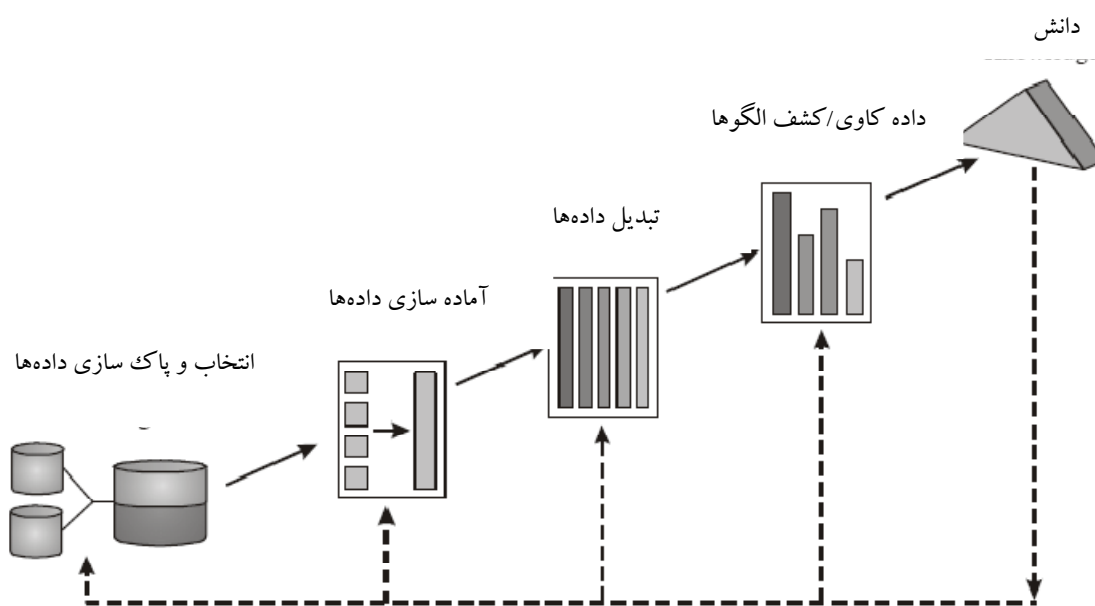 دانش
داده کاوی/کشف الگوها
تبدیل داده‌ها
آماده سازی داده‌ها
انتخاب و پاک سازی داده‌ها